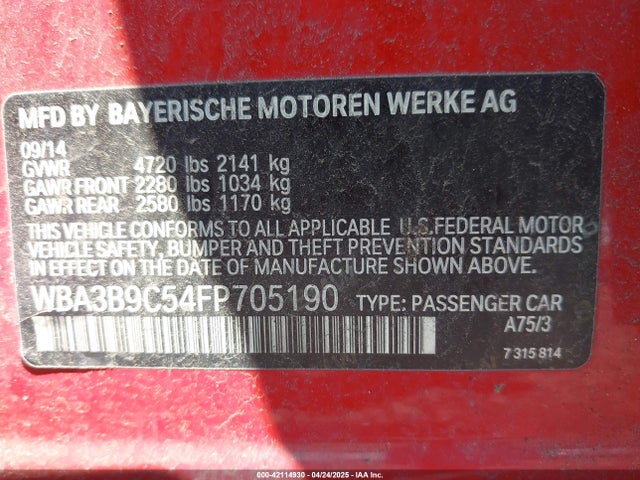 MFD BY BAYERISCHE MOTOREN WERKE AG
09/14
GVWR 4720 lbs 2141 kg
GAWR FRONT 2280 lbs 1034 kg
GAWR REAR 2580 lbs 1170 kg
THIS VEHICLE CONFORMS TO ALL APPLICABLE U.S.FEDERAL MOTOR
VEHICLE SAFETY, BUMPER AND THEFT PREVENTION STANDARDS
IN EFFECT ON THE DATE OF MANUFACTURE SHOWN ABOVE.
WBA3B9C54FP705190 TYPE: PASSENGER CAR
A75/3
7 315 814
000-42114930 - 04/24/2025 - IAA Inc.